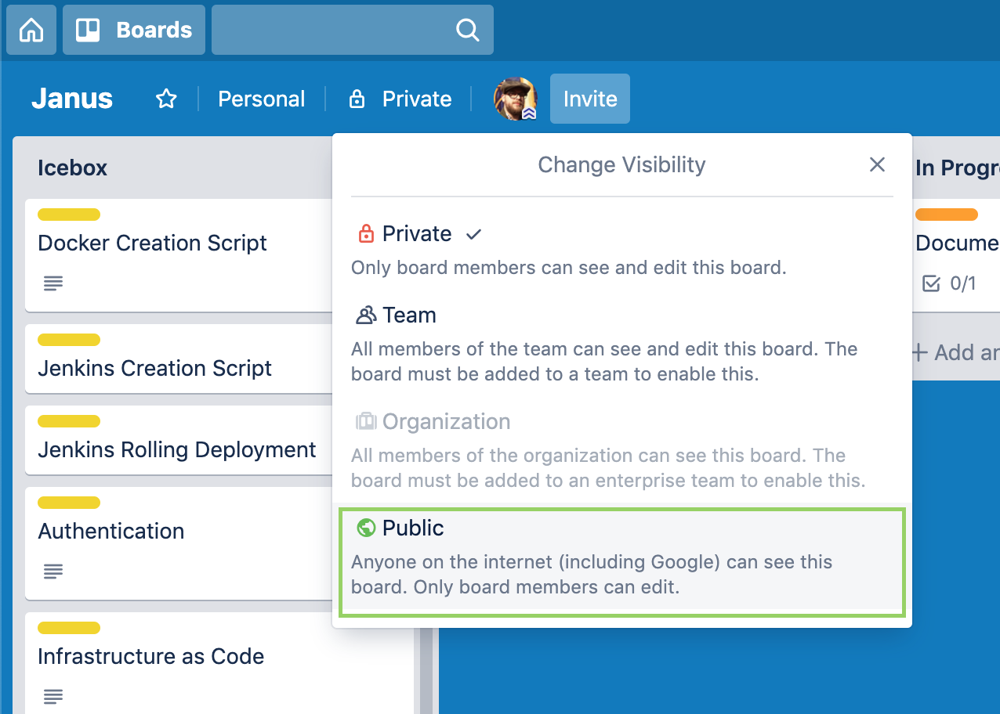 Boards
Janus
Personal
Private
Invite
Icebox
Docker Creation Script
Jenkins Creation Script
Jenkins Rolling Deployment
Authentication
Infrastructure as Code
Change Visibility
Private
Only board members can see and edit this board.
Team
All members of the team can see and edit this board. The
board must be added to a team to enable this.
Organization
All members of the organization can see this board. The
board must be added to an enterprise team to enable this.
Public
Anyone on the internet (including Google) can see this
board. Only board members can edit.
In Progr
Docume
0/1
+ Add an